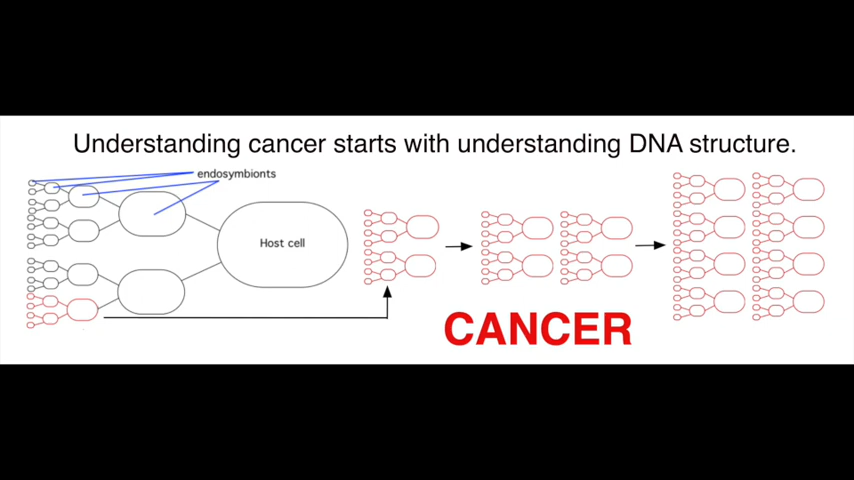 Understanding cancer starts with understanding DNA structure.
endosymbionts
Host cell
CANCER